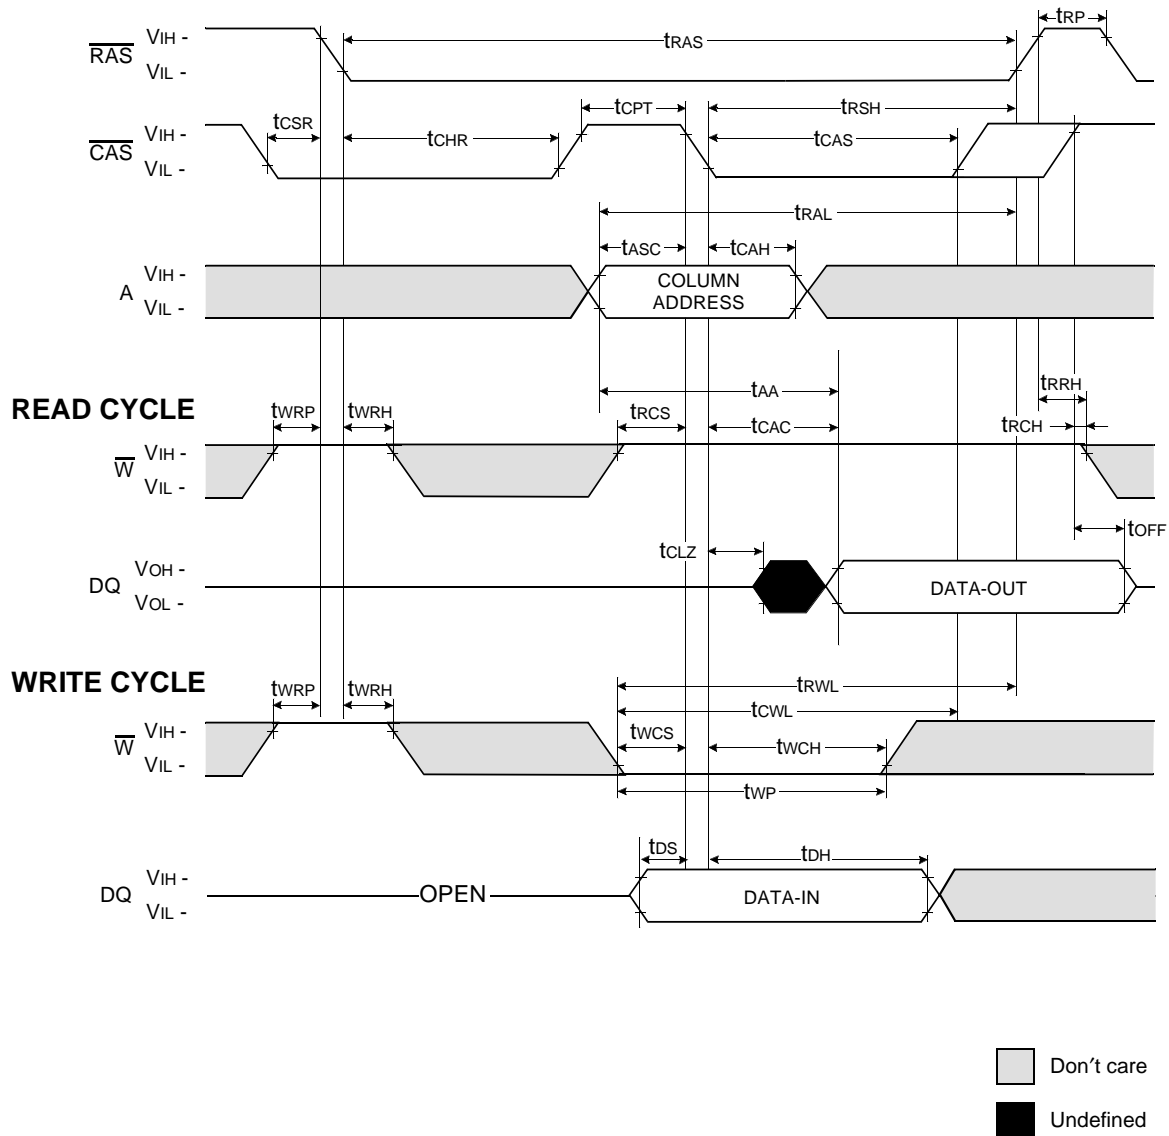 tRP
VIH -
tRAS
RAS
VIL -
tCPT
tRSH
tCSR
VIH -
tCHR
tCAS
CAS
VIL -
tRAL
tASC
tCAH
VIH -
COLUMN
A
VIL -
ADDRESS
tAA
tRRH
READ CYCLE
tWRP
tWRH
tRCS
tCAC
tRCH
VIH -
W
VIL -
tOFF
tCLZ
VOH -
DQ
DATA-OUT
VOL -
WRITE CYCLE
tWRP
tWRH
tRWL
tCWL
VIH -
tWCS
tWCH
W
VIL -
tWP
tDS
tDH
VIH -
DQ
OPEN
DATA-IN
VIL -
Don′t care
Undefined